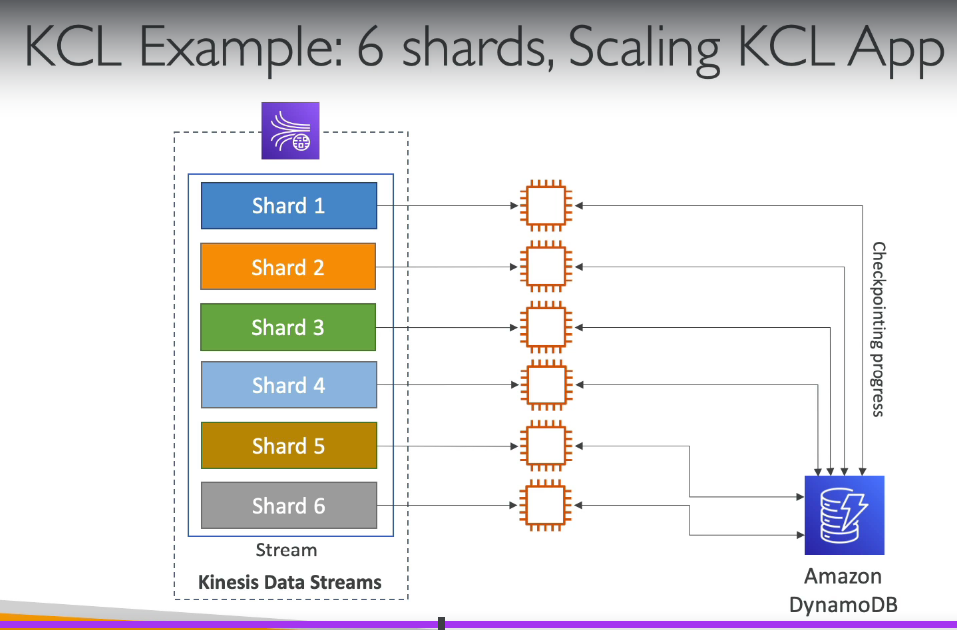 KCL Example: 6 shards, Scaling KCL App
Shard 1
Shard 2
Shard 3
Shard 4
Shard 5
Shard 6
Stream
Kinesis Data Streams
Checkpointing progress
Amazon
DynamoDB